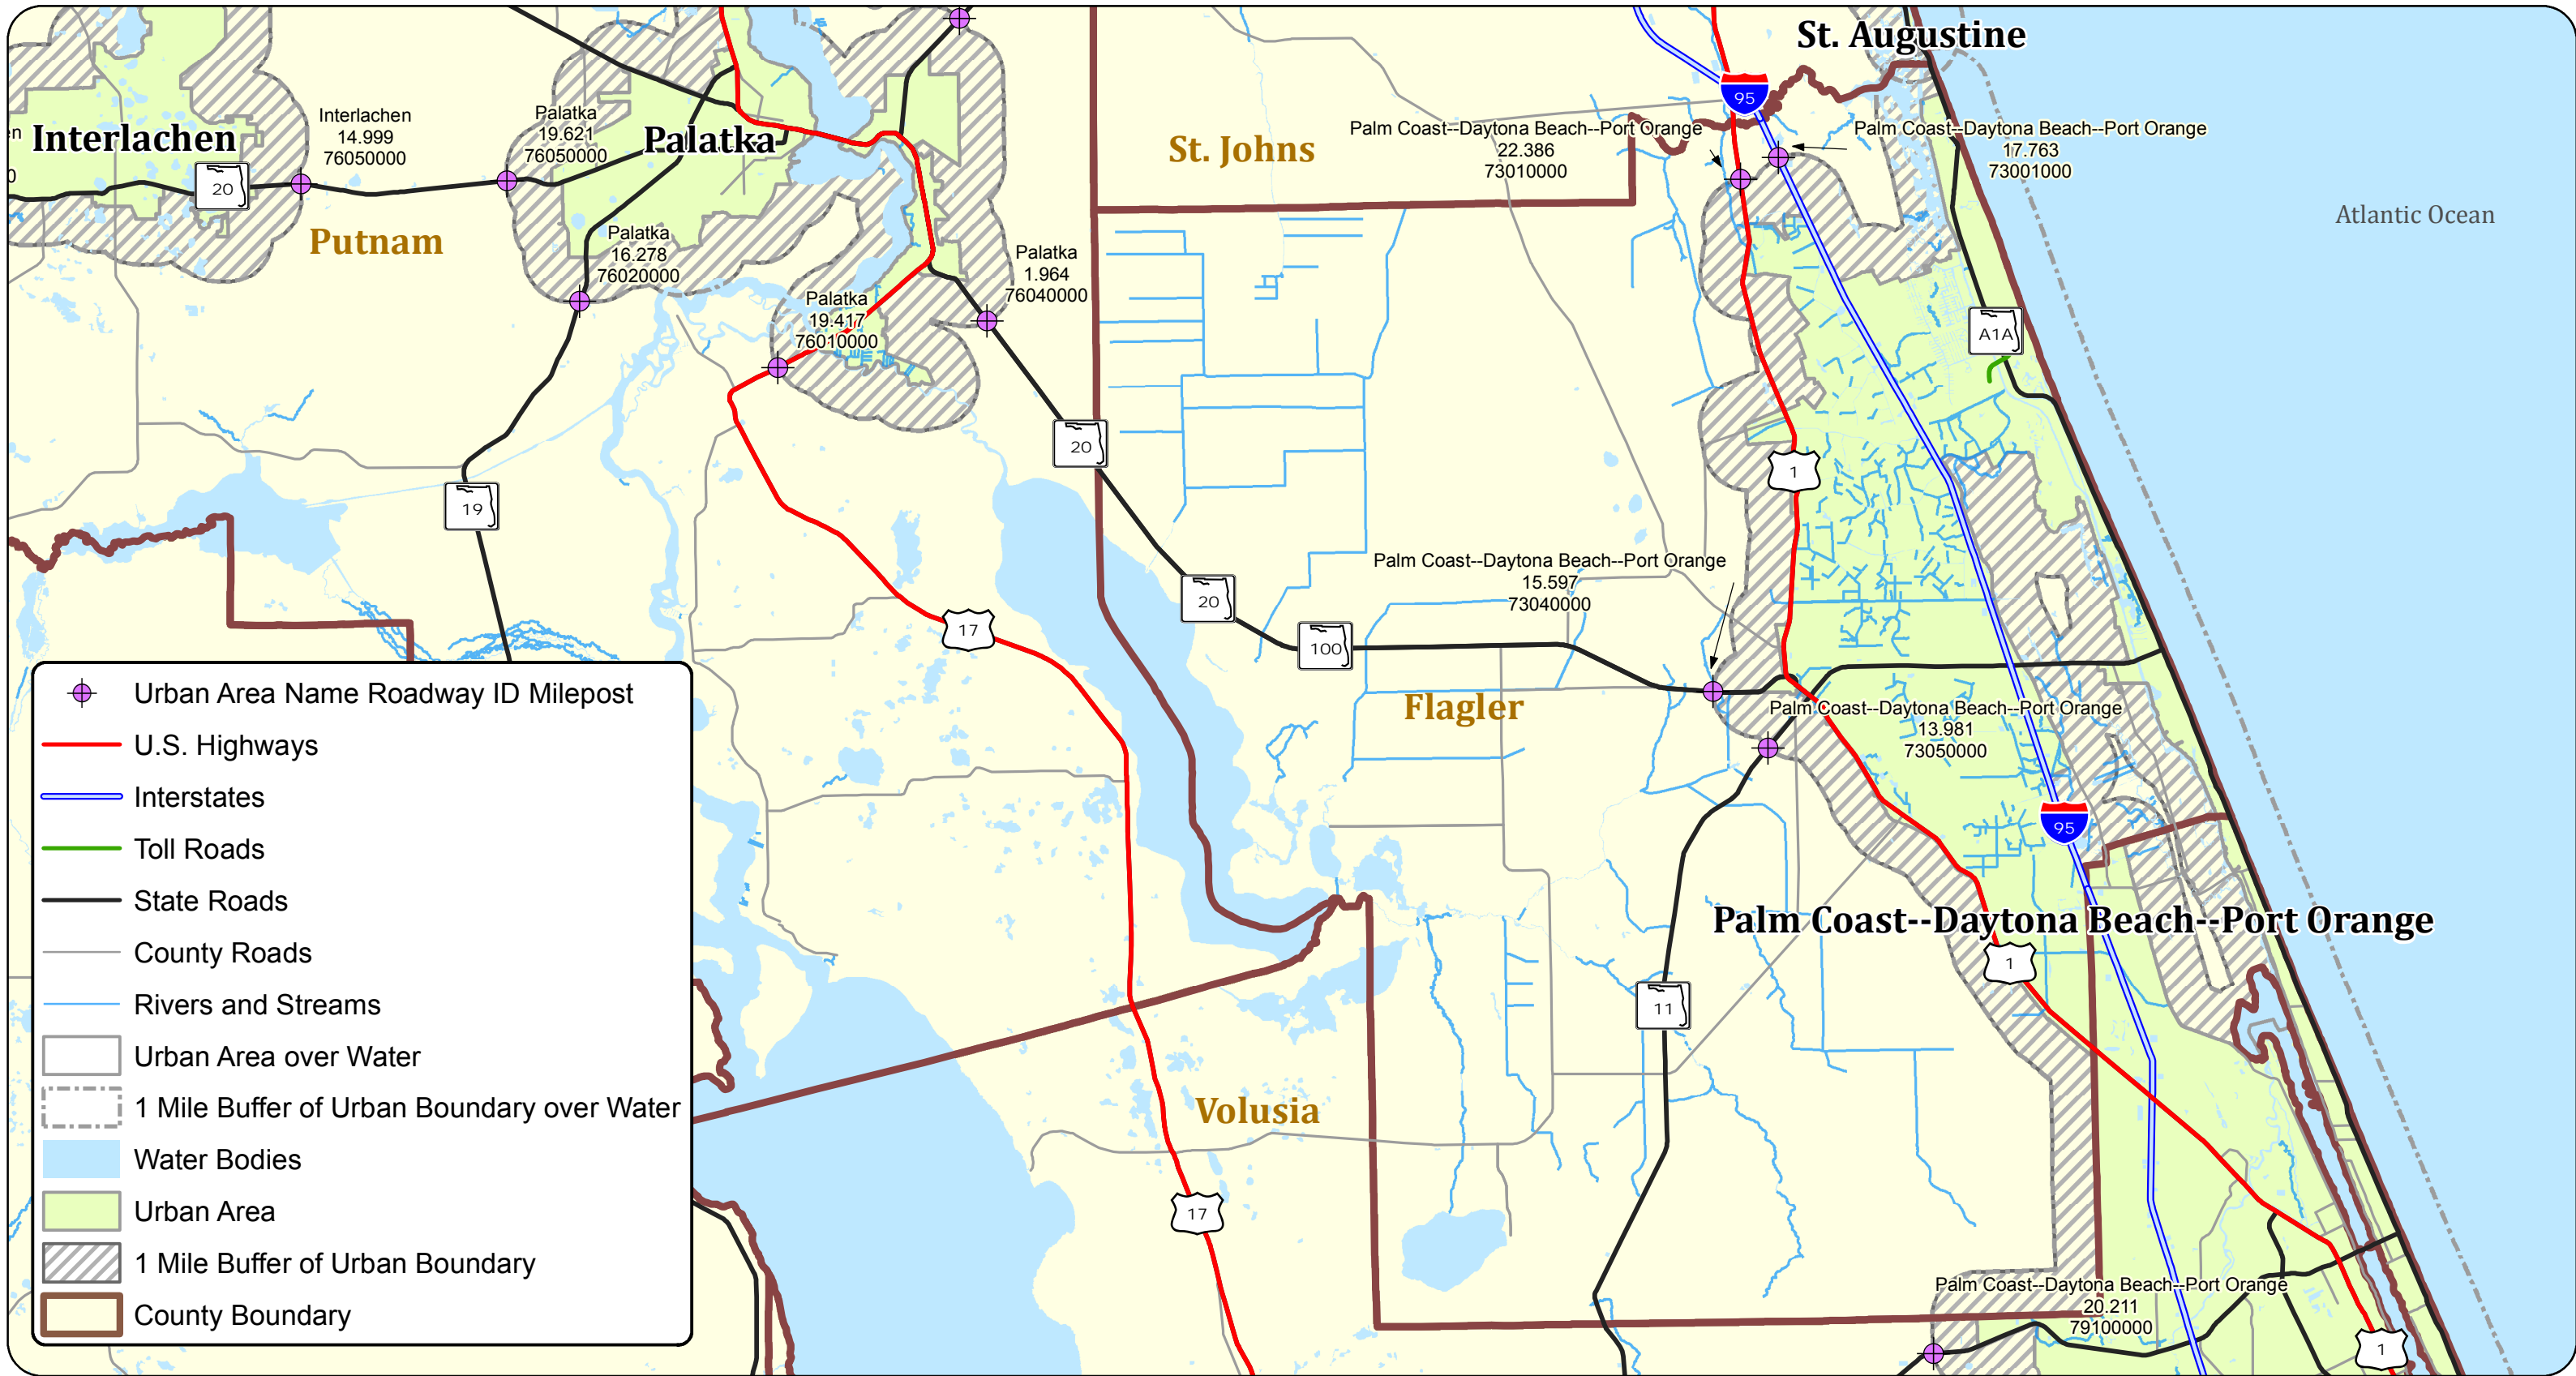 St. Augustine
95
Interlachen
14.999
76050000
Palatka
19.621
76050000
Palm Coast--Daytona Beach--Port Orange
22.386
73010000
Palm Coast--Daytona Beach--Port Orange
17.763
73001000
en
Interlachen
Palatka
St. Johns
0
20
Atlantic Ocean
Putnam
Palatka
16.278
76020000
Palatka
1.964
76040000
Palatka
19.417
76010000
A1A
20
1
19
Palm Coast--Daytona Beach--Port Orange
15.597
73040000
20
17
100
Flagler
Palm Coast--Daytona Beach--Port Orange
13.981
73050000
95
Palm Coast--Daytona Beach--Port Orange
1
11
Volusia
17
Palm Coast--Daytona Beach--Port Orange
20.211
79100000
1
Urban Area Name Roadway ID Milepost
U.S. Highways
Interstates
Toll Roads
State Roads
County Roads
Rivers and Streams
Urban Area over Water
1 Mile Buffer of Urban Boundary over Water
Water Bodies
Urban Area
1 Mile Buffer of Urban Boundary
County Boundary